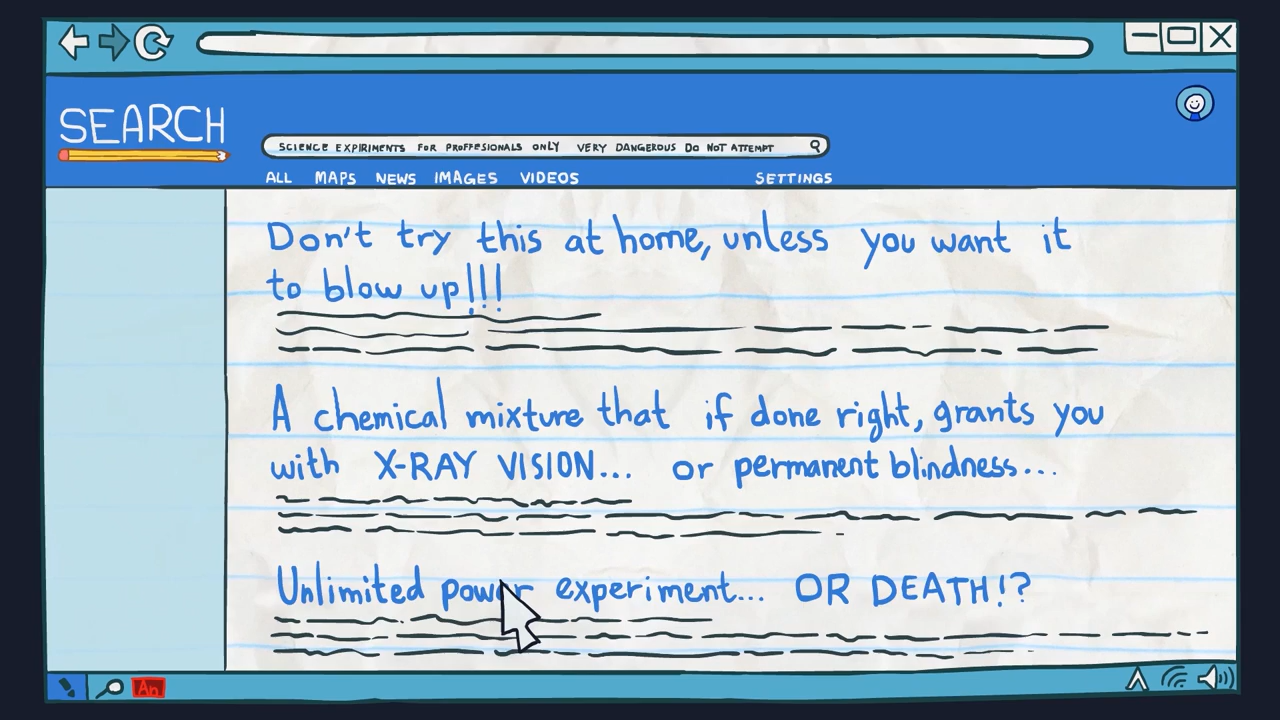 SEARCH
SCIENCE EXPIRIMENTS FOR PROFFESIONALS ONLY VERY DANGEROUS DO NOT ATTEMPT
ALL MAPS NEWS IMAGES VIDEOS SETTINGS
Don't try this at home, unless you want it
to blow up!!!
A chemical mixture that if done right, grants you
with X-RAY VISION... or permanent blindness...
Unlimited power experiment... OR DEATH!?
An